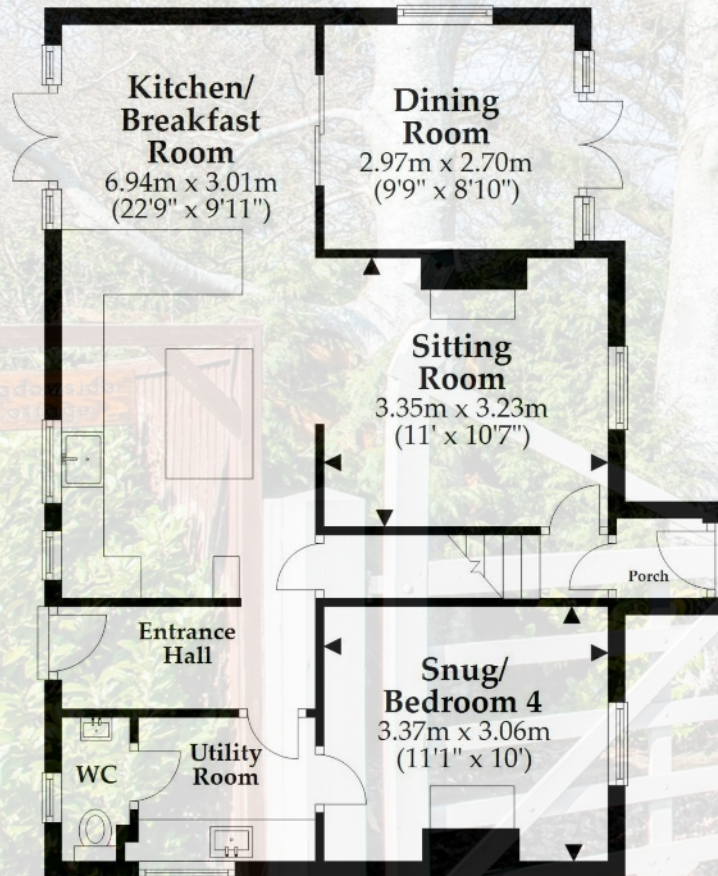 Kitchen/
Breakfast
Room
6.94m x 3.01m
(22'9" x 9'11")
Dining
Room
2.97m x 2.70m
(9'9" x 8'10")
Sitting
Room
3.35m x 3.23m
(11' x 10'7")
Porch
Entrance
Hall
Snug/
Bedroom 4
3.37m x 3.06m
(11'1" x 10')
WC
Utility
Room